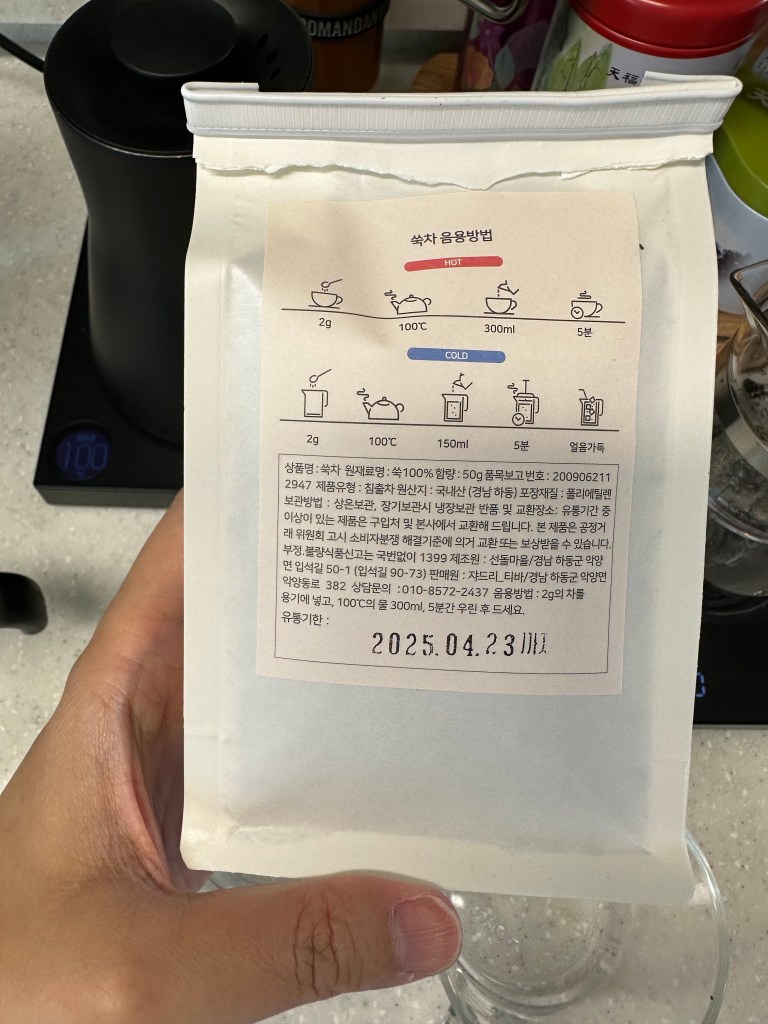 OMANDAN
天福
쑥차 음용방법
HOT
2g 100℃ 300ml 5분
COLD
2g 100℃ 150ml 5분 얼음가득
상품명 : 쑥차 원재료명 : 쑥100% 함량 : 50g 품목보고 번호 : 200906211
2947 제품유형 : 침출차 원산지 : 국내산 (경남 하동) 포장재질 : 폴리에틸렌
보관방법 : 상온보관, 장기보관시 냉장보관 반품 및 교환장소: 유통기간 중
이상이 있는 제품은 구입처 및 본사에서 교환해 드립니다. 본 제품은 공정거
래 위원회 고시 소비자분쟁 해결기준에 의거 교환 또는 보상받을 수 있습니다.
부정,불량식품신고는 국번없이 1399 제조원 : 선돌마을/경남 하동군 악양
면 입석길 50-1 (입석길 90-73) 판매원 : 쟈드리_티바/경남 하동군 악양면
악양동로 382 상담문의 :010-8572-2437 음용방법 : 2g의 차를
용기에 넣고, 100℃의 물 300ml, 5분간 우린 후 드세요.
유통기한 :
2025.04.23
100